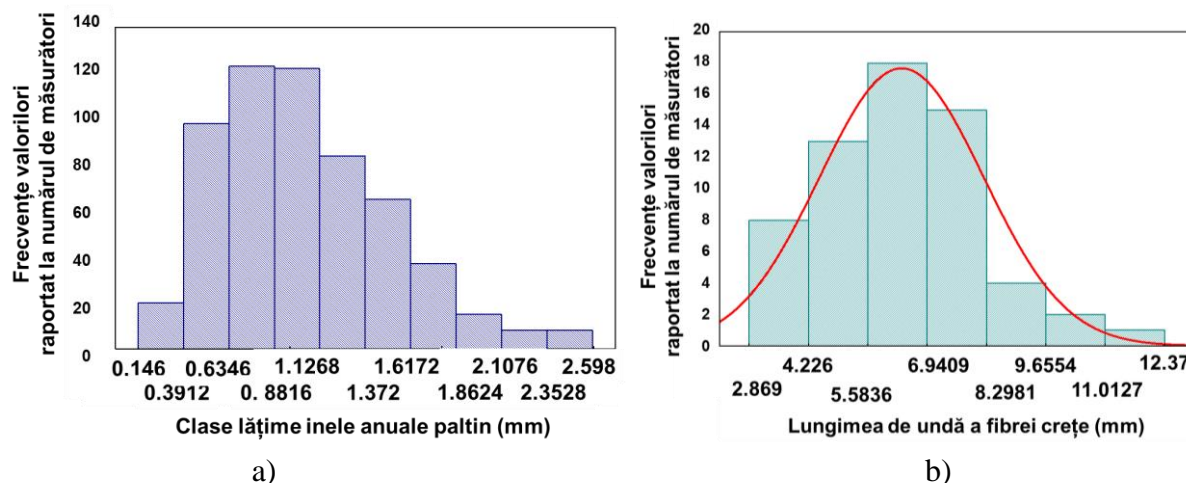 Frecvențe valorilori
raportat la numărul de măsurători
140
120
100
80
60
40
20
0
0.146 0.6346 1.1268 1.6172 2.1076 2.598
0.3912 0. 8816 1.372 1.8624 2.3528
Clase lățime inele anuale paltin (mm)
a)
Frecvențe valorilori
raportat la numărul de măsurători
20
18
16
14
12
10
8
6
4
2
0
4.226 6.9409 9.6554 12.37
2.869 5.5836 8.2981 11.0127
Lungimea de undă a fibrei crețe (mm)
b)